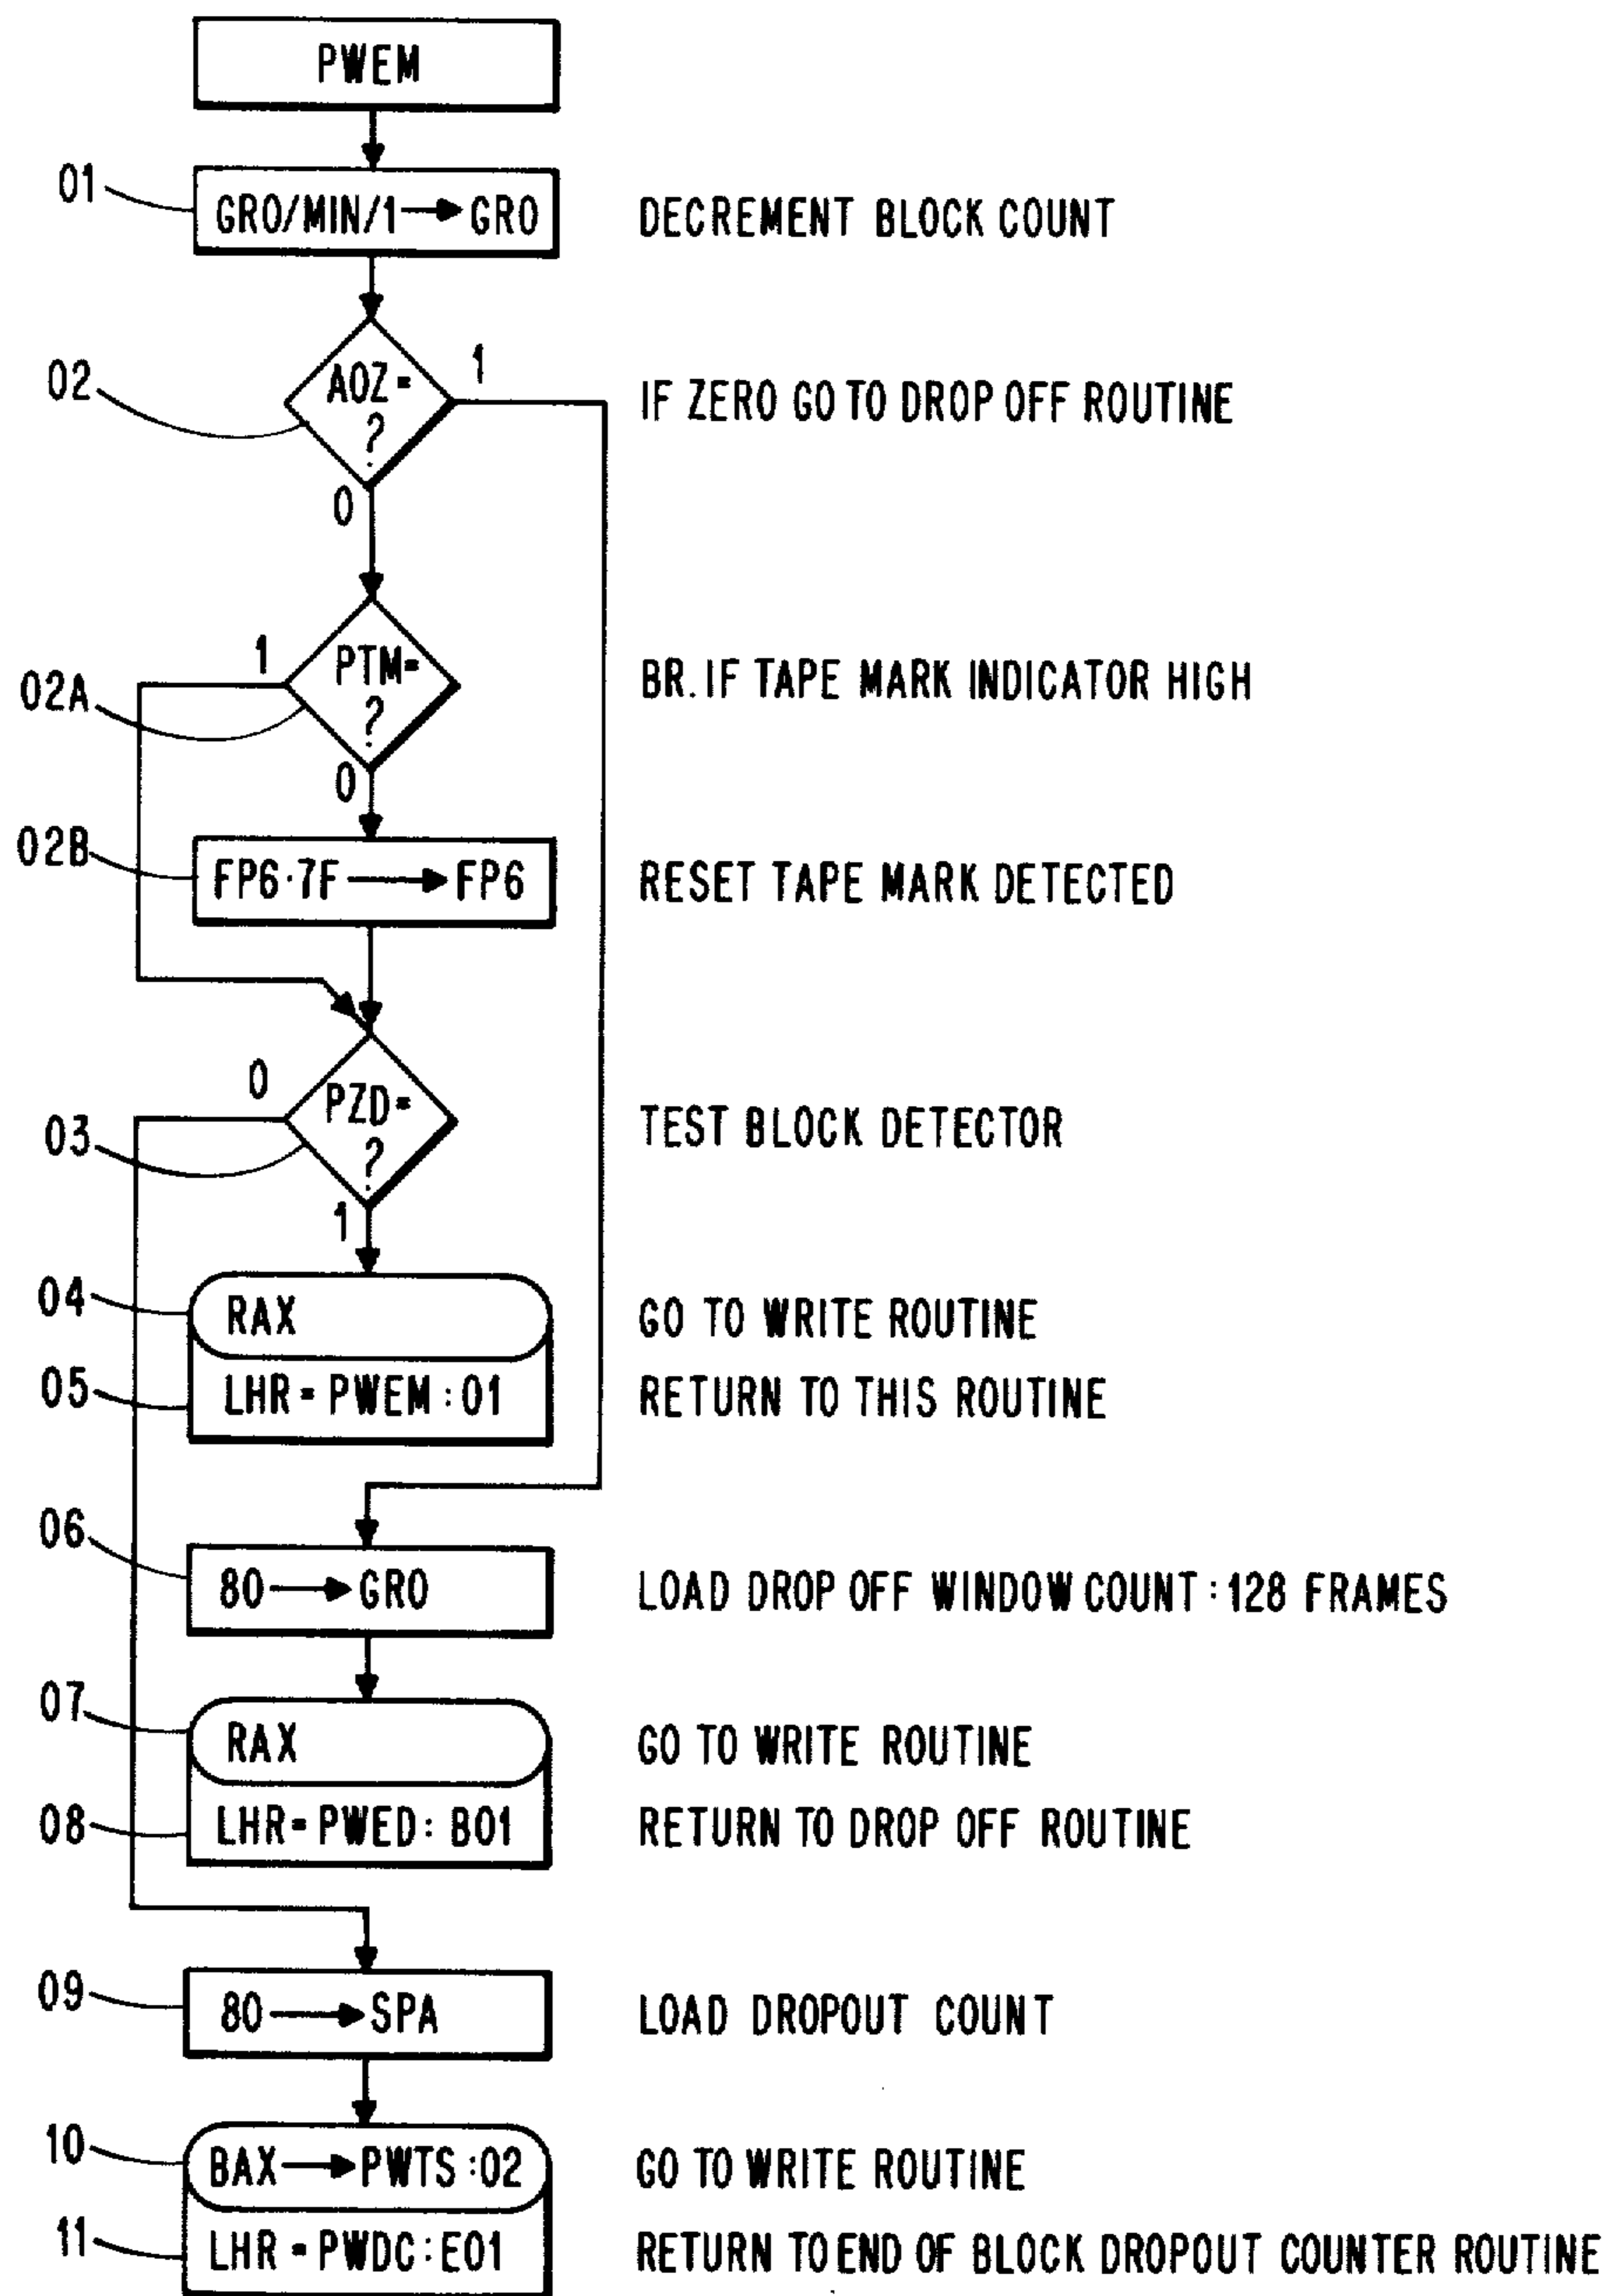 PWEM
01 GRO/MIN/1→GRO DECREMENT BLOCK COUNT
02 AOZ= ? 1 IF ZERO GO TO DROP OFF ROUTINE
0
1 PTM= ? BR. IF TAPE MARK INDICATOR HIGH
02A
0
02B FP6·7F→FP6 RESET TAPE MARK DETECTED
0 PZD= ? TEST BLOCK DETECTOR
03
1
04 RAX GO TO WRITE ROUTINE
05 LHR=PWEM:01 RETURN TO THIS ROUTINE
06 80→GRO LOAD DROP OFF WINDOW COUNT:128 FRAMES
07 RAX GO TO WRITE ROUTINE
08 LHR=PWED:B01 RETURN TO DROP OFF ROUTINE
09 80→SPA LOAD DROPOUT COUNT
10 BAX→PWTS:02 GO TO WRITE ROUTINE
11 LHR=PWDC:E01 RETURN TO END OF BLOCK DROPOUT COUNTER ROUTINE